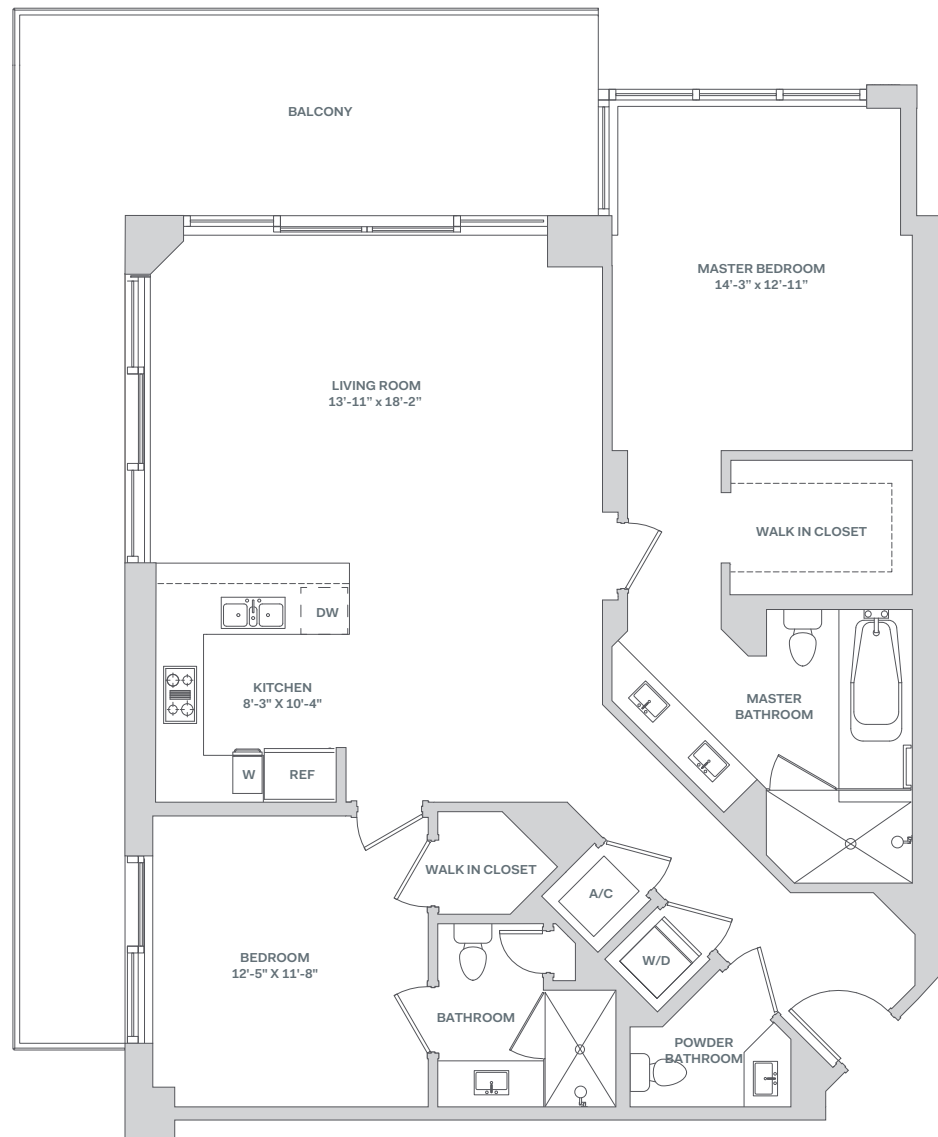 BALCONY
MASTER BEDROOM
14'-3" x 12'-11"
LIVING ROOM
13'-11" x 18'-2"
WALK IN CLOSET
DW
KITCHEN
8'-3" X 10'-4"
MASTER
BATHROOM
W
REF
WALK IN CLOSET
A/C
W/D
BEDROOM
12'-5" X 11'-8"
BATHROOM
POWDER
BATHROOM